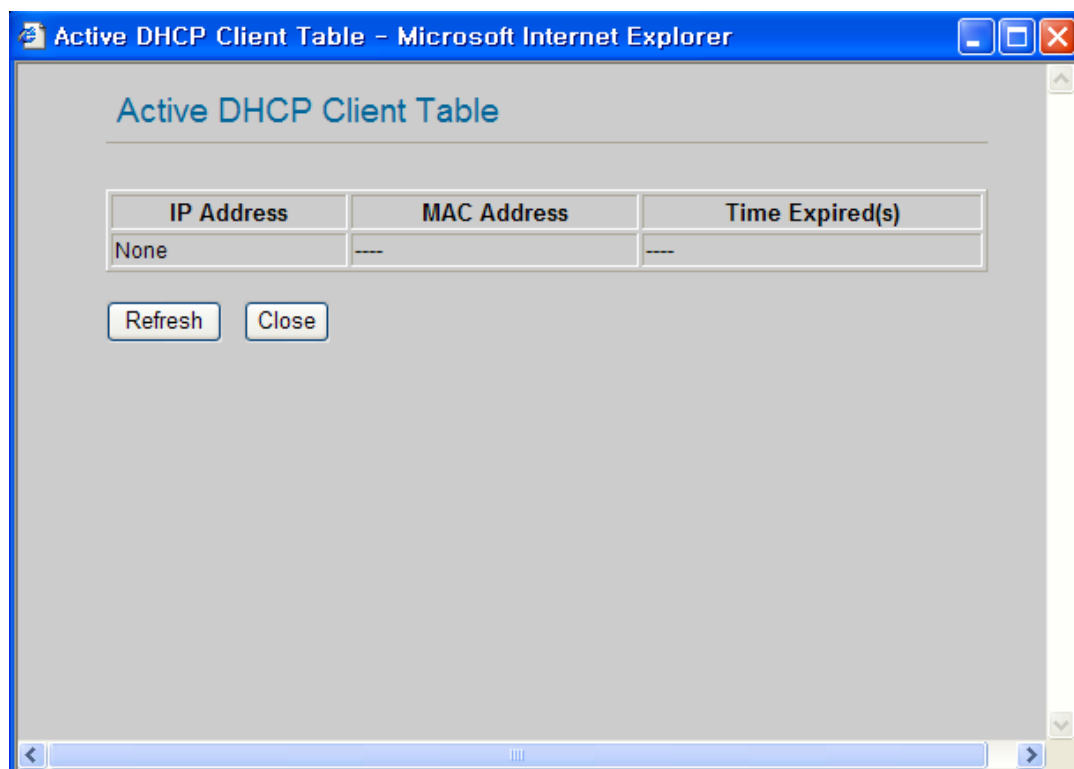 Active DHCP Client Table - Microsoft Internet Explorer
Active DHCP Client Table
IP Address MAC Address Time Expired(s)
None ---- ----
Refresh Close